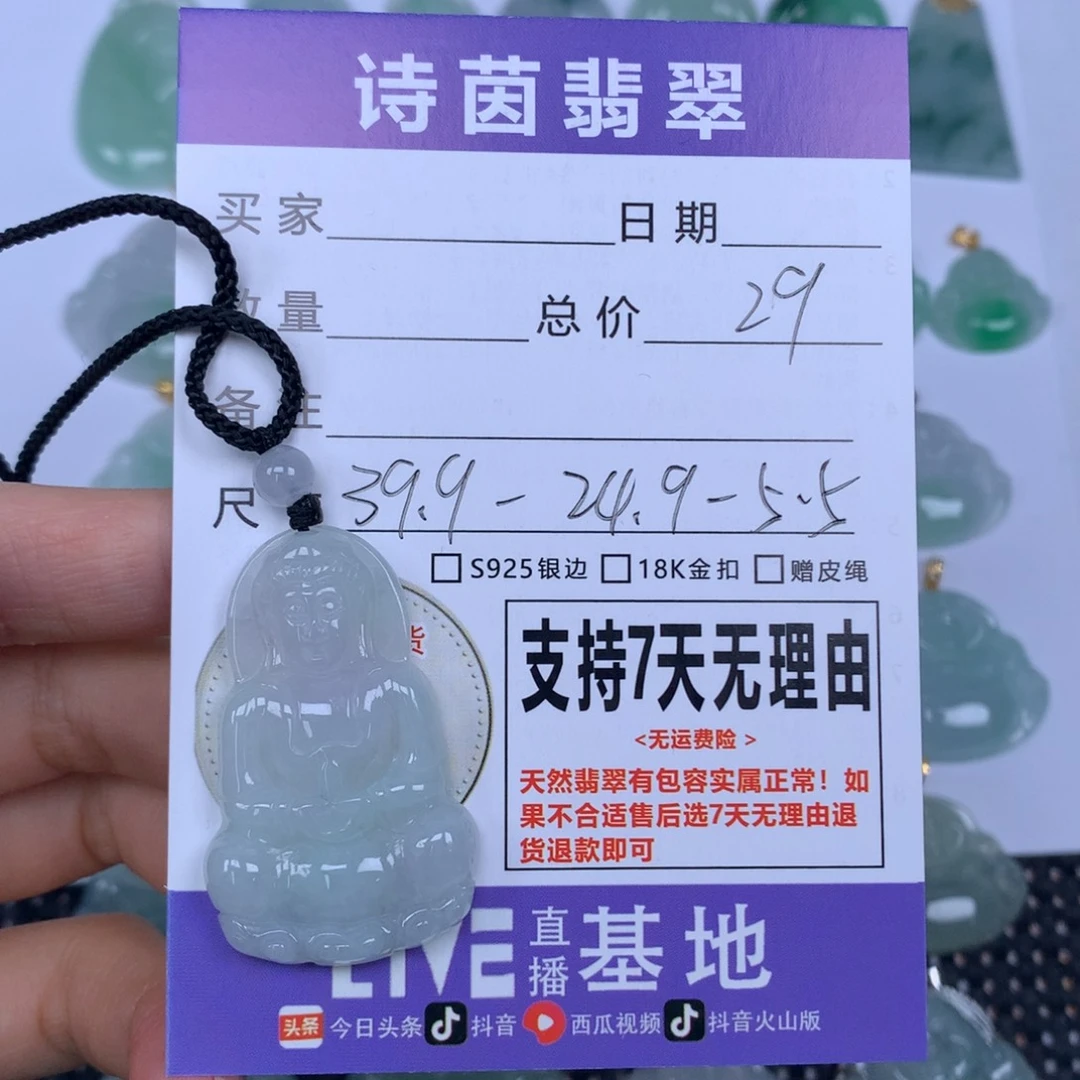 诗茵翡翠
买家 日期
数量 总价 29
备注
尺 39.9-24.9-5.5
S925银边 18K金扣 赠皮绳
货
支持7天无理由
<无运费险>
天然翡翠有包容实属正常！如
果不合适售后选7天无理由退
货退款即可
LIVE 直播 基地
头条 今日头条 抖音 西瓜视频 抖音火山版